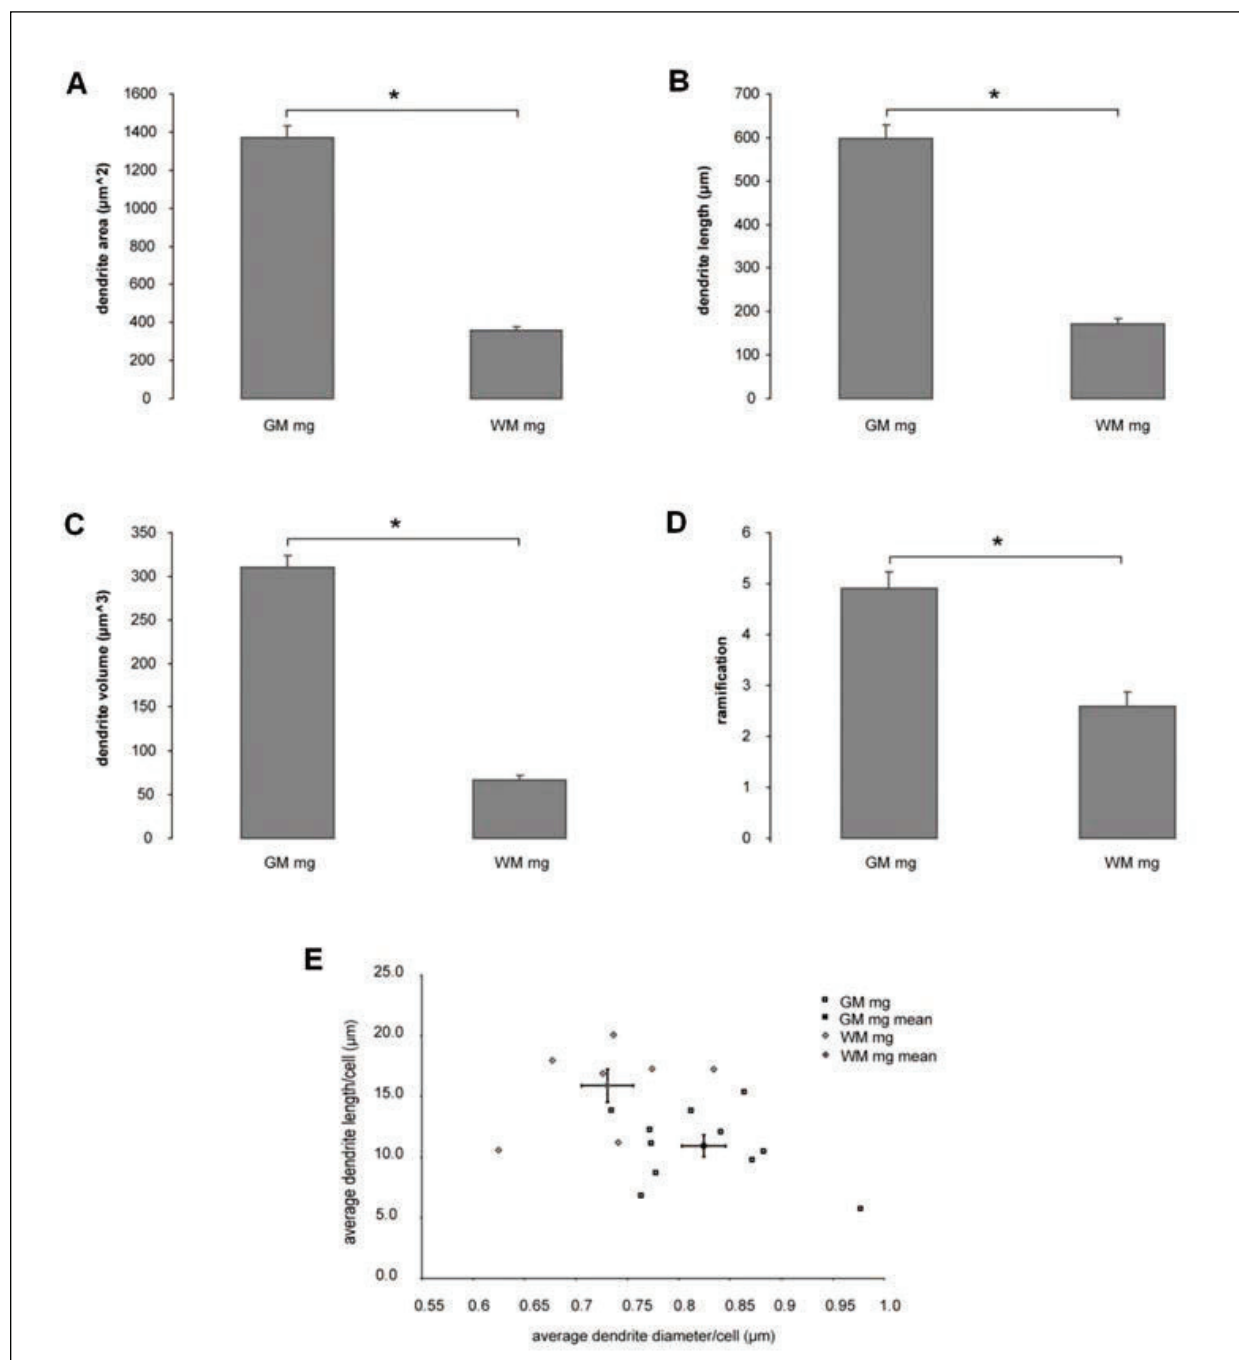 A
1600
1400
1200
1000
800
600
400
200
0
dendrite area (µm^2)
*
GM mg
WM mg
B
700
600
500
400
300
200
100
0
dendrite length (µm)
*
GM mg
WM mg
C
350
300
250
200
150
100
50
0
dendrite volume (µm^3)
*
GM mg
WM mg
D
6
5
4
3
2
1
0
ramification
*
GM mg
WM mg
E
25.0
20.0
15.0
10.0
5.0
0.0
average dendrite length/cell (µm)
GM mg
GM mg mean
WM mg
WM mg mean
0.55 0.6 0.65 0.7 0.75 0.8 0.85 0.9 0.95 1.0
average dendrite diameter/cell (µm)